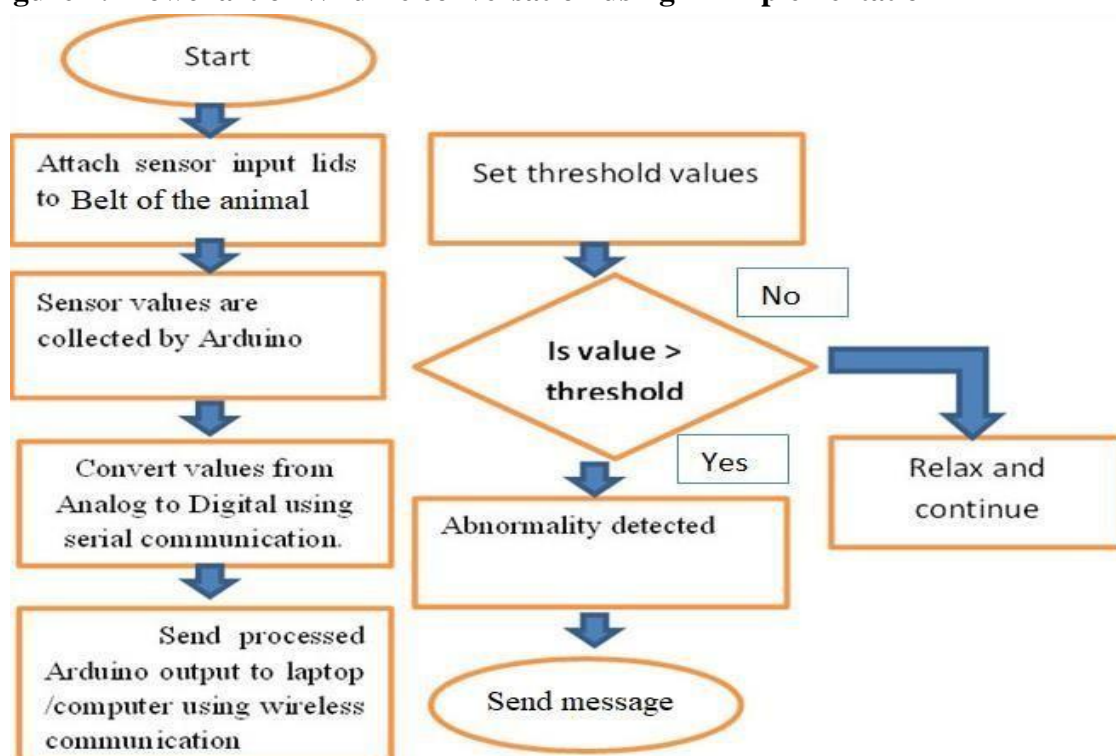 Start
Attach sensor input lids
to Belt of the animal
Sensor values are
collected by Arduino
Convert values from
Analog to Digital using
serial communication.
Send processed
Arduino output to laptop
/computer using wireless
communication
Set threshold values
Is value >
threshold
No
Yes
Relax and
continue
Abnormality detected
Send message